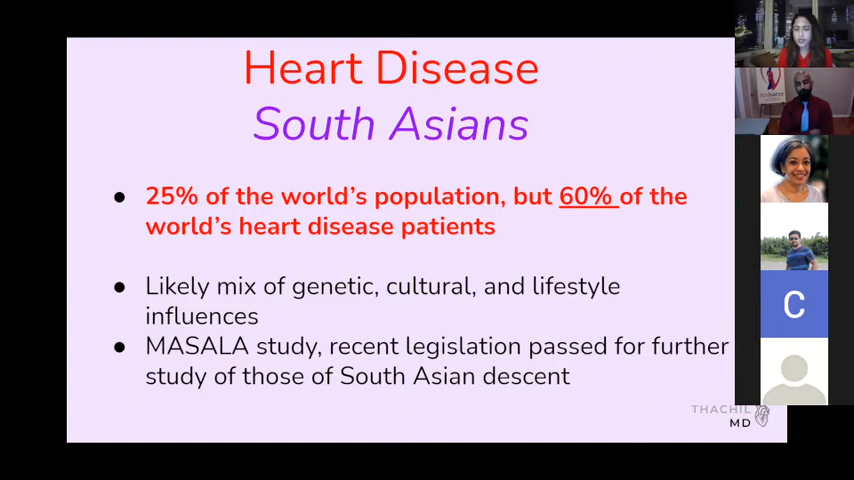 Heart Disease
South Asians
● 25% of the world's population, but 60% of the
world's heart disease patients
● Likely mix of genetic, cultural, and lifestyle
influences
● MASALA study, recent legislation passed for further
study of those of South Asian descent
THACHIL
MD
C